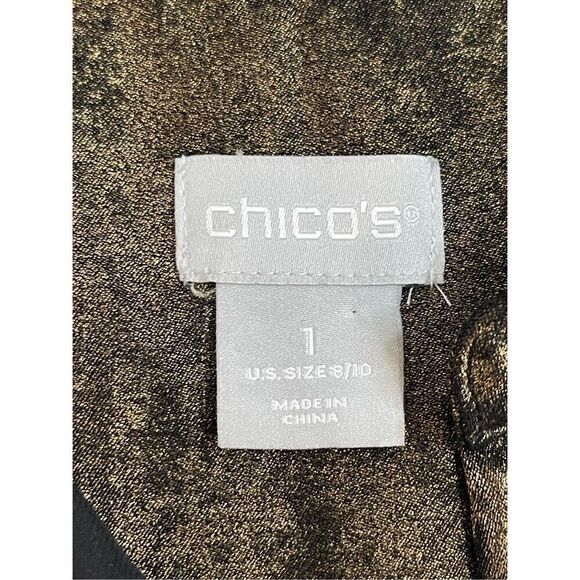 chico's®
1
U.S. SIZE 8/10
MADE IN
CHINA